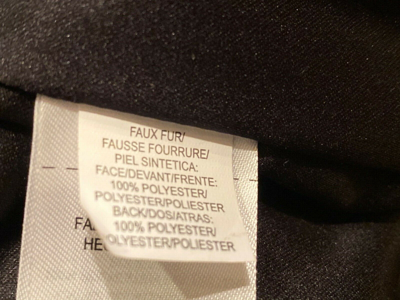 FAUX FUR/
FAUSSE FOURRURE/
PIEL SINTETICA:
FACE/DEVANT/FRENTE:
100% POLYESTER/
POLYESTER/POLIESTER
BACK/DOS/ATRAS:
100% POLYESTER/
POLYESTER/POLIESTER